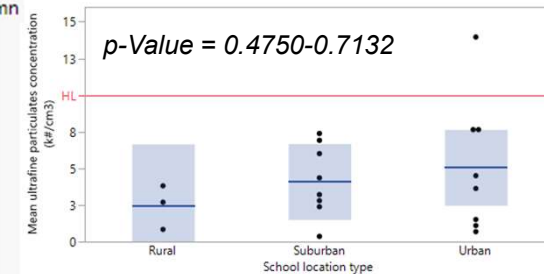 mn
p-Value = 0.4750-0.7132
Mean ultrafine particulates concentration
(k#/cm3)
15
13
HL
8
5
3
0
Rural
Suburban
Urban
School location type